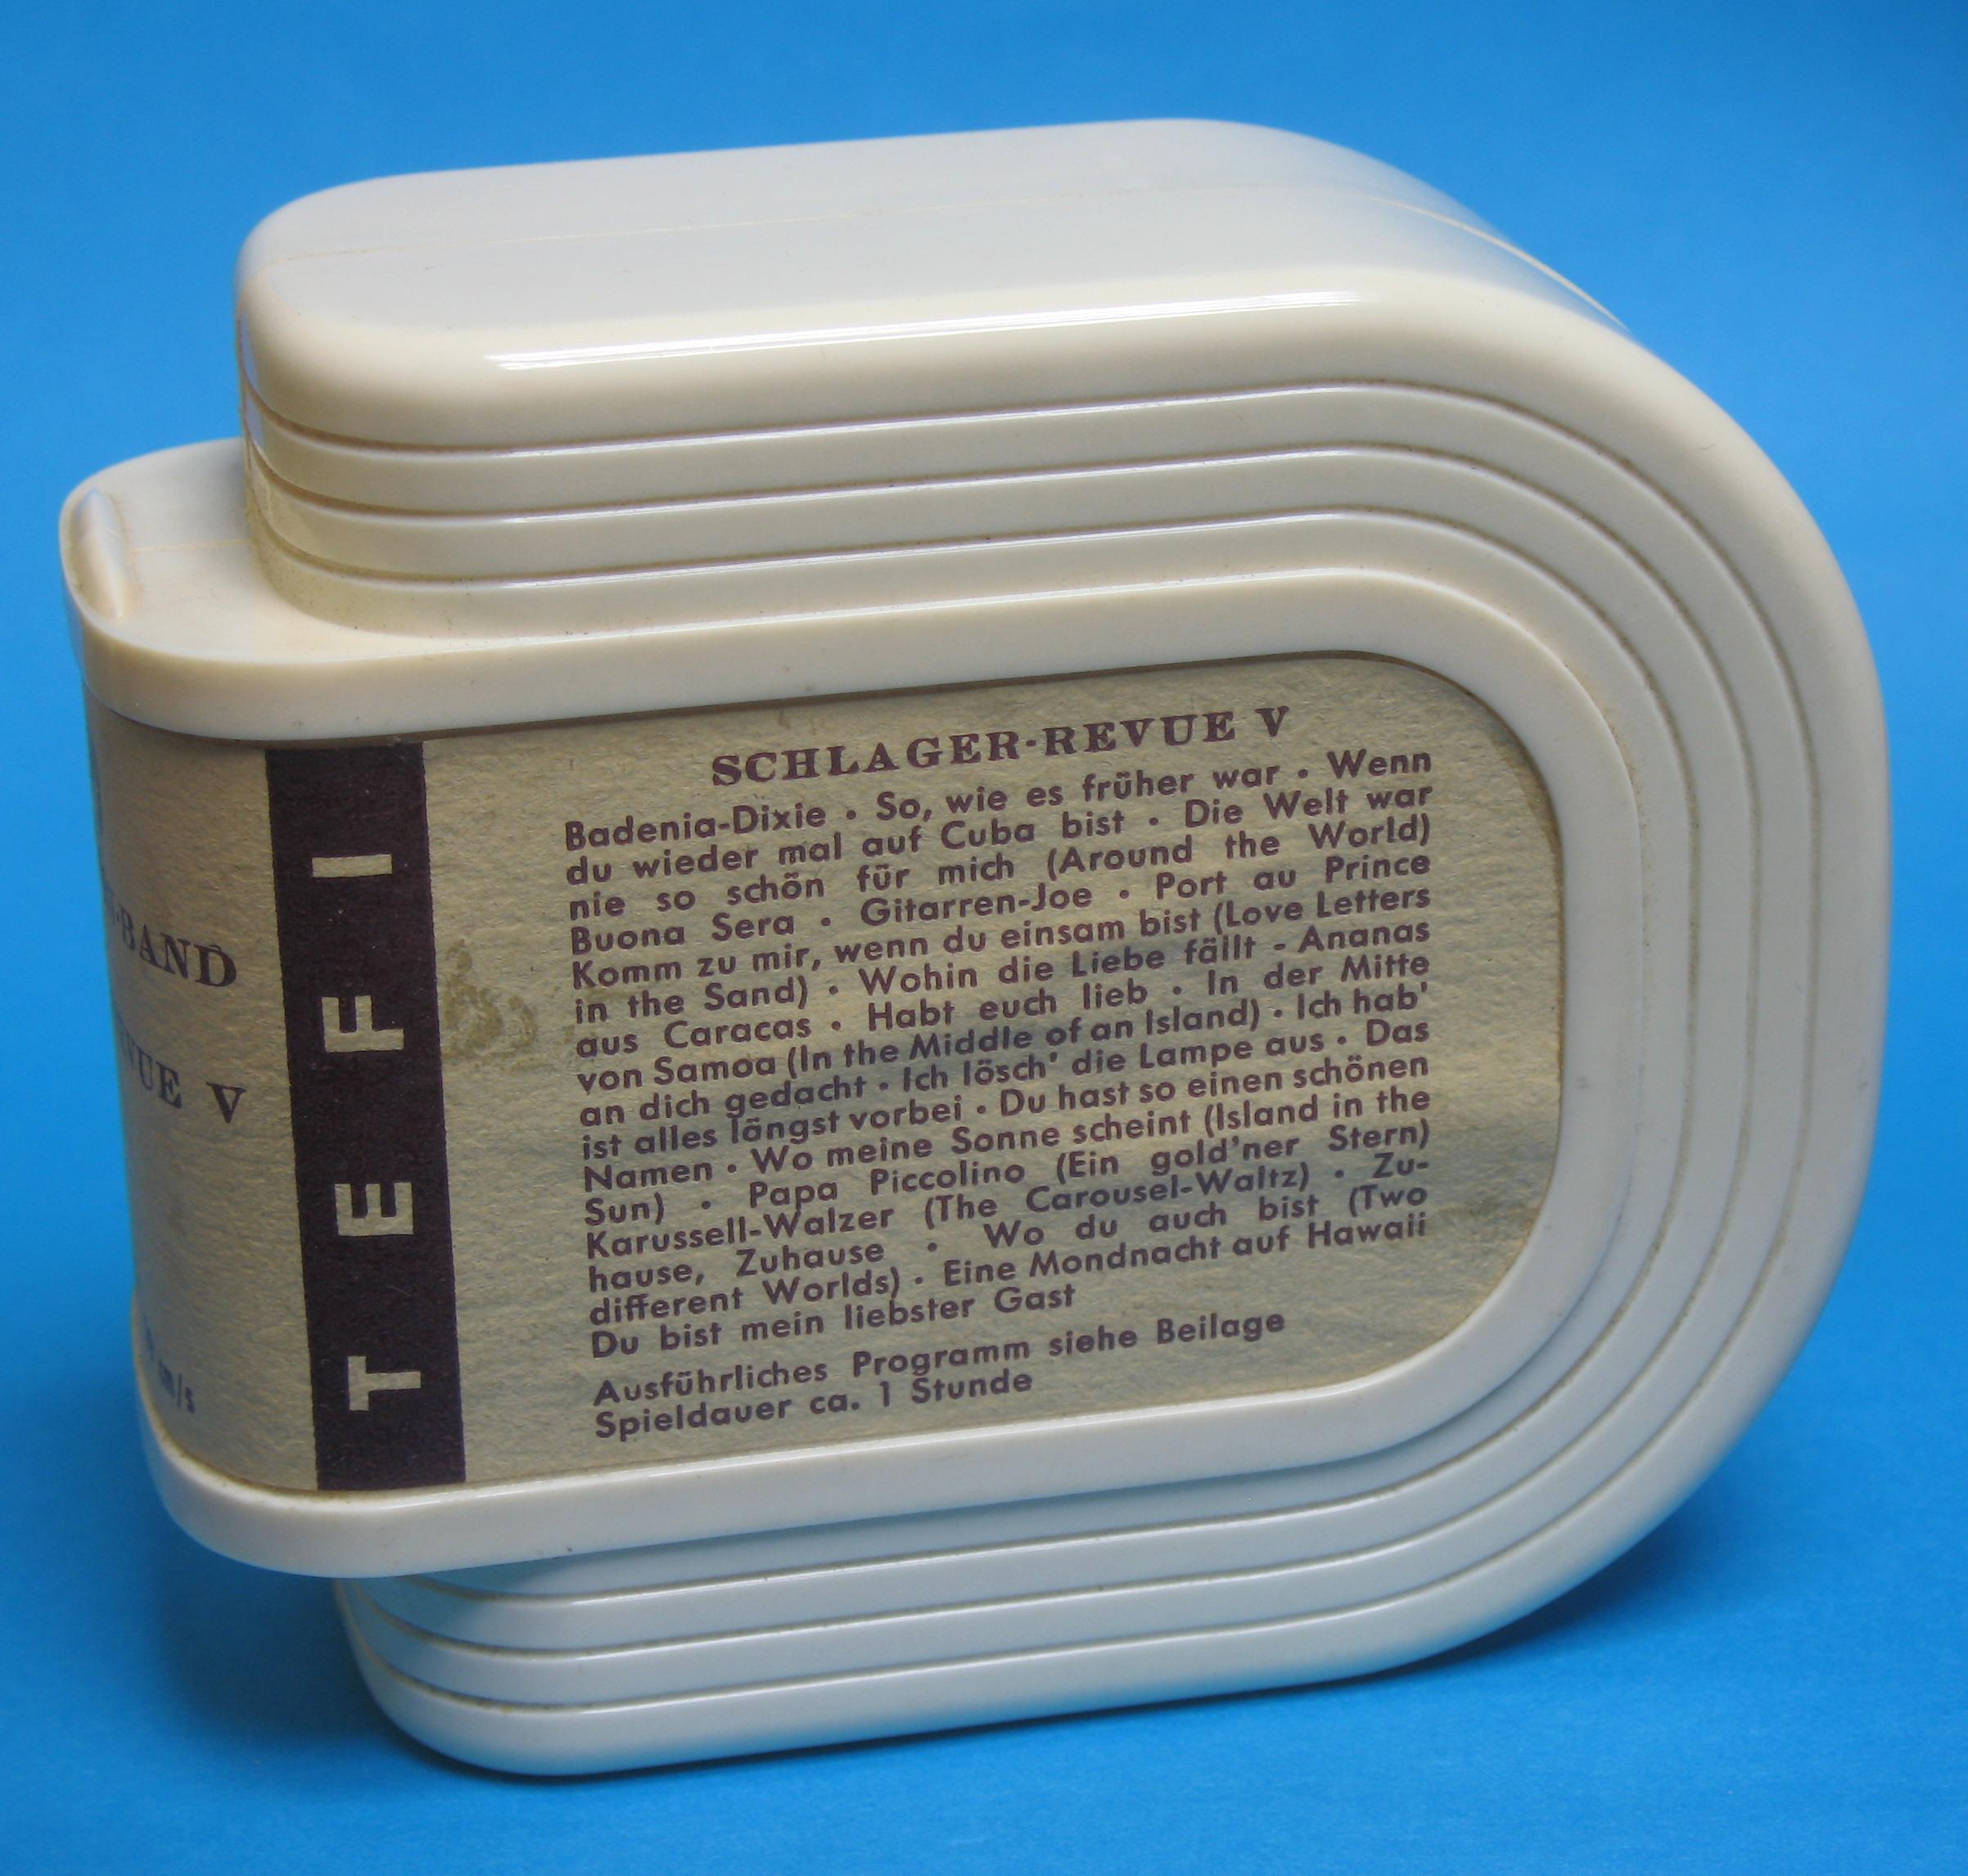 BAND
V
TEFI
SCHLAGER-REVUE V
Badenia-Dixie • So, wie es früher war • Wenn
du wieder mal auf Cuba bist • Die Welt war
nie so schön für mich (Around the World)
Buona Sera • Gitarren-Joe • Port au Prince
Komm zu mir, wenn du einsam bist (Love Letters
in the Sand) • Wohin die Liebe fällt - Ananas
aus Caracas • Habt euch lieb • In der Mitte
von Samoa (In the Middle of an Island) • Ich hab'
an dich gedacht • Ich lösch' die Lampe aus • Das
ist alles längst vorbei • Du hast so einen schönen
Namen • Wo meine Sonne scheint (Island in the
Sun) • Papa Piccolino (Ein gold'ner Stern)
Karussell-Walzer (The Carousel-Waltz) • Zu-
hause, Zuhause • Wo du auch bist (Two
different Worlds) • Eine Mondnacht auf Hawaii
Du bist mein liebster Gast
Ausführliches Programm siehe Beilage
Spieldauer ca. 1 Stunde